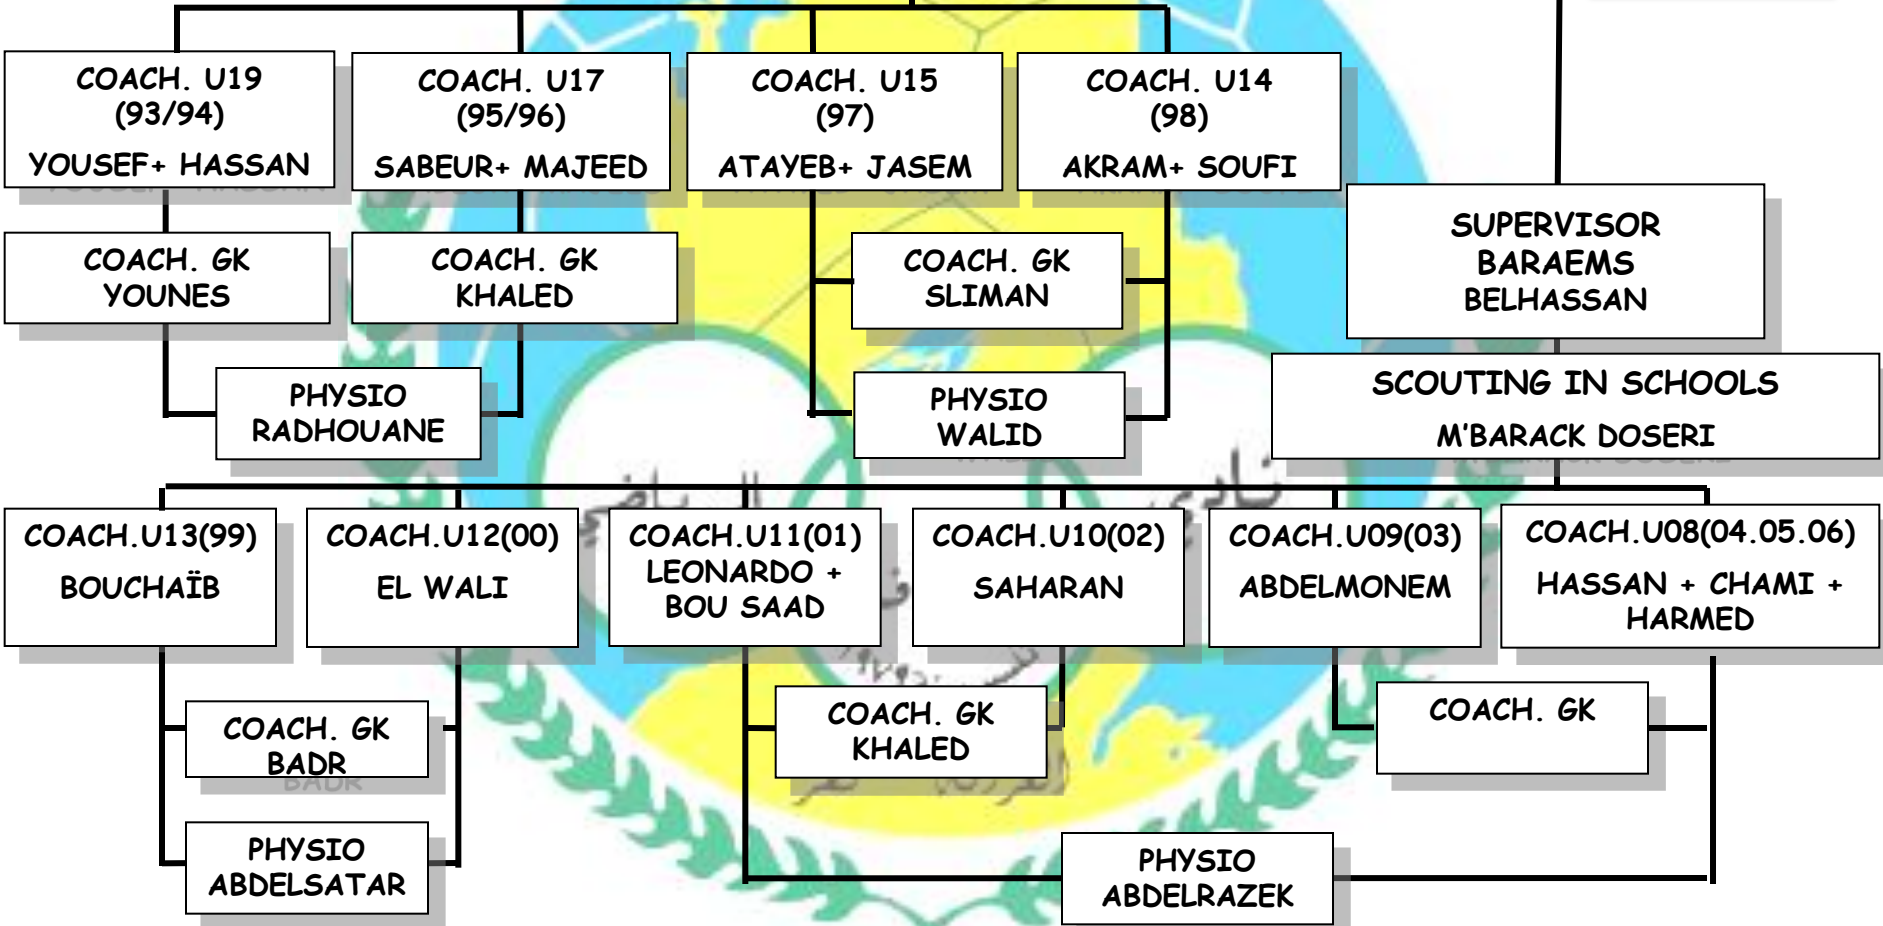 COACH. U19
(93/94)
YOUSEF+ HASSAN
COACH. U17
(95/96)
SABEUR+ MAJEED
COACH. U15
(97)
ATAYEB+ JASEM
COACH. U14
(98)
AKRAM+ SOUFI
SUPERVISOR
BARAEMS
BELHASSAN
COACH. GK
YOUNES
COACH. GK
KHALED
COACH. GK
SLIMAN
PHYSIO
RADHOUANE
PHYSIO
WALID
SCOUTING IN SCHOOLS
M'BARACK DOSERI
نادي
الرياضي
COACH.U13(99)
BOUCHAÏB
COACH.U12(00)
EL WALI
COACH.U11(01)
LEONARDO +
BOU SAAD
COACH.U10(02)
SAHARAN
COACH.U09(03)
ABDELMONEM
COACH.U08(04.05.06)
HASSAN + CHAMI +
HARMED
COACH. GK
BADR
COACH. GK
KHALED
COACH. GK
PHYSIO
ABDELSATAR
PHYSIO
ABDELRAZEK